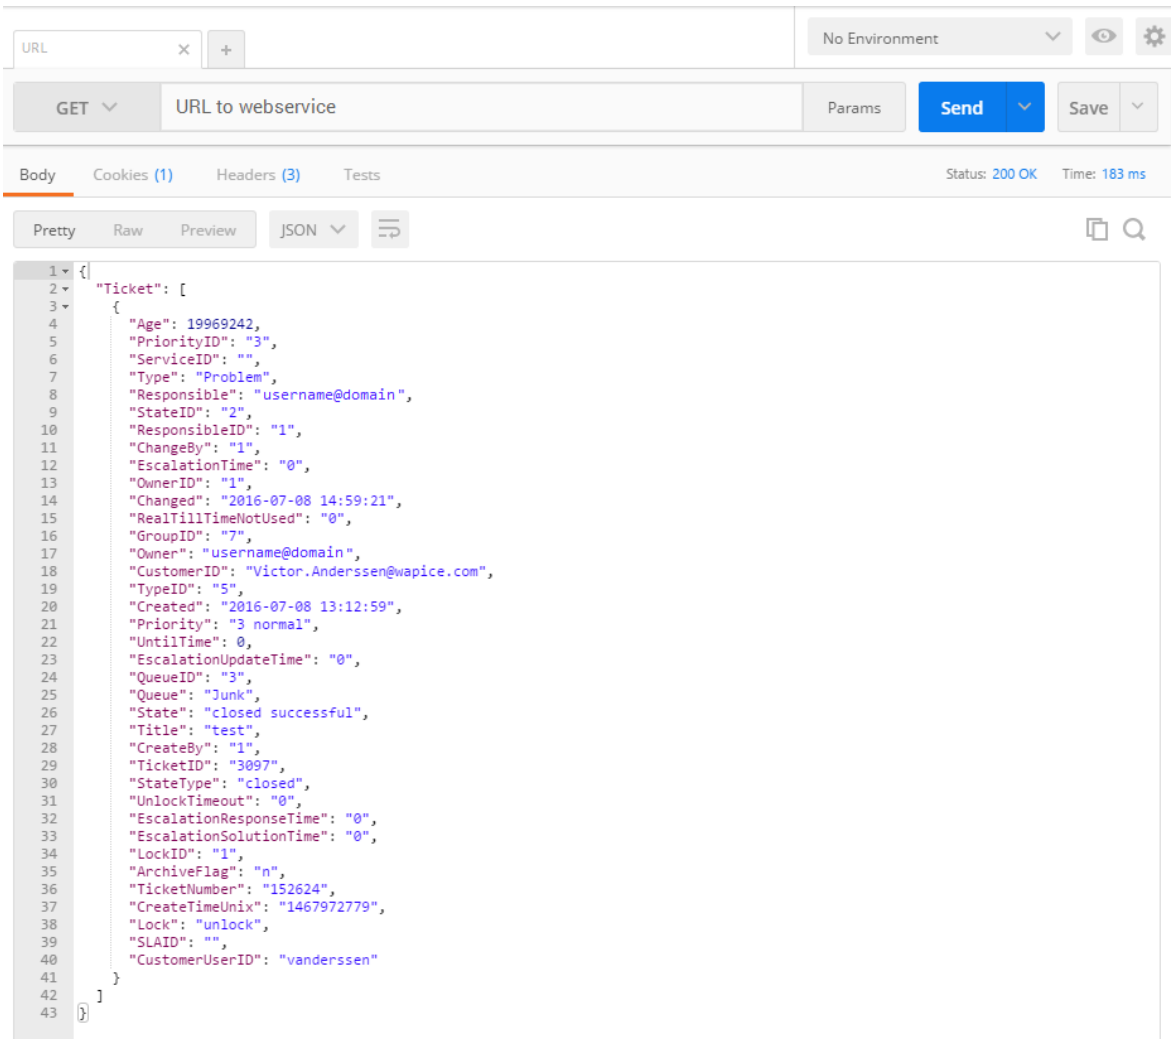 URL
No Environment
GET URL to webservice Params Send Save
Body Cookies (1) Headers (3) Tests Status: 200 OK Time: 183 ms
Pretty Raw Preview JSON
1 {
2 "Ticket": [
3 {
4 "Age": 19969242,
5 "PriorityID": "3",
6 "ServiceID": "",
7 "Type": "Problem",
8 "Responsible": "username@domain",
9 "StateID": "2",
10 "ResponsibleID": "1",
11 "ChangeBy": "1",
12 "EscalationTime": "0",
13 "OwnerID": "1",
14 "Changed": "2016-07-08 14:59:21",
15 "RealTillTimeNotUsed": "0",
16 "GroupID": "7",
17 "Owner": "username@domain",
18 "CustomerID": "Victor.Anderssen@wapice.com",
19 "TypeID": "5",
20 "Created": "2016-07-08 13:12:59",
21 "Priority": "3 normal",
22 "UntilTime": 0,
23 "EscalationUpdateTime": "0",
24 "QueueID": "3",
25 "Queue": "Junk",
26 "State": "closed successful",
27 "Title": "test",
28 "CreateBy": "1",
29 "TicketID": "3097",
30 "StateType": "closed",
31 "UnlockTimeout": "0",
32 "EscalationResponseTime": "0",
33 "EscalationSolutionTime": "0",
34 "LockID": "1",
35 "ArchiveFlag": "n",
36 "TicketNumber": "152624",
37 "CreateTimeUnix": "1467972779",
38 "Lock": "unlock",
39 "SLAID": "",
40 "CustomerUserID": "vanderssen"
41 }
42 ]
43 }